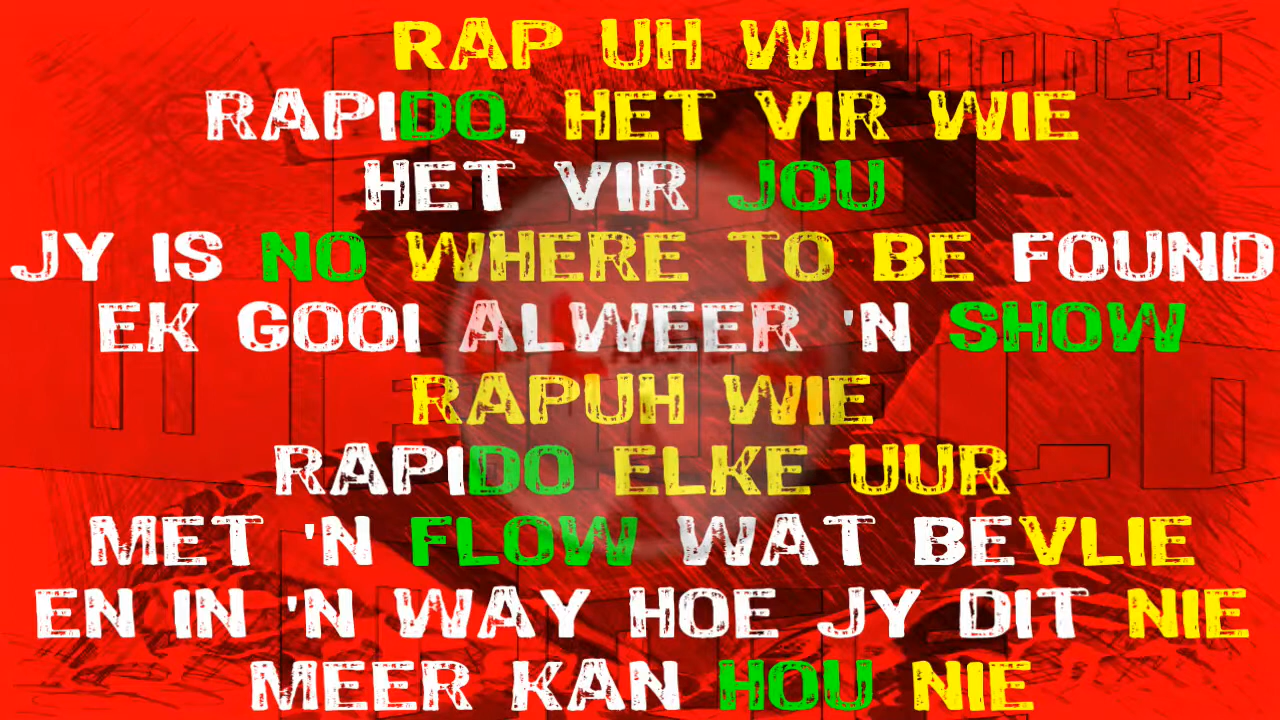 RAP UH WIE
RAPIDO, HET VIR WIE
HET VIR JOU
JY IS NO WHERE TO BE FOUND
EK GOOI ALWEER 'N SHOW
RAPUH WIE
RAPIDO ELKE UUR
MET 'N FLOW WAT BEVLIE
EN IN 'N WAY HOE JY DIT NIE
MEER KAN HOU NIE